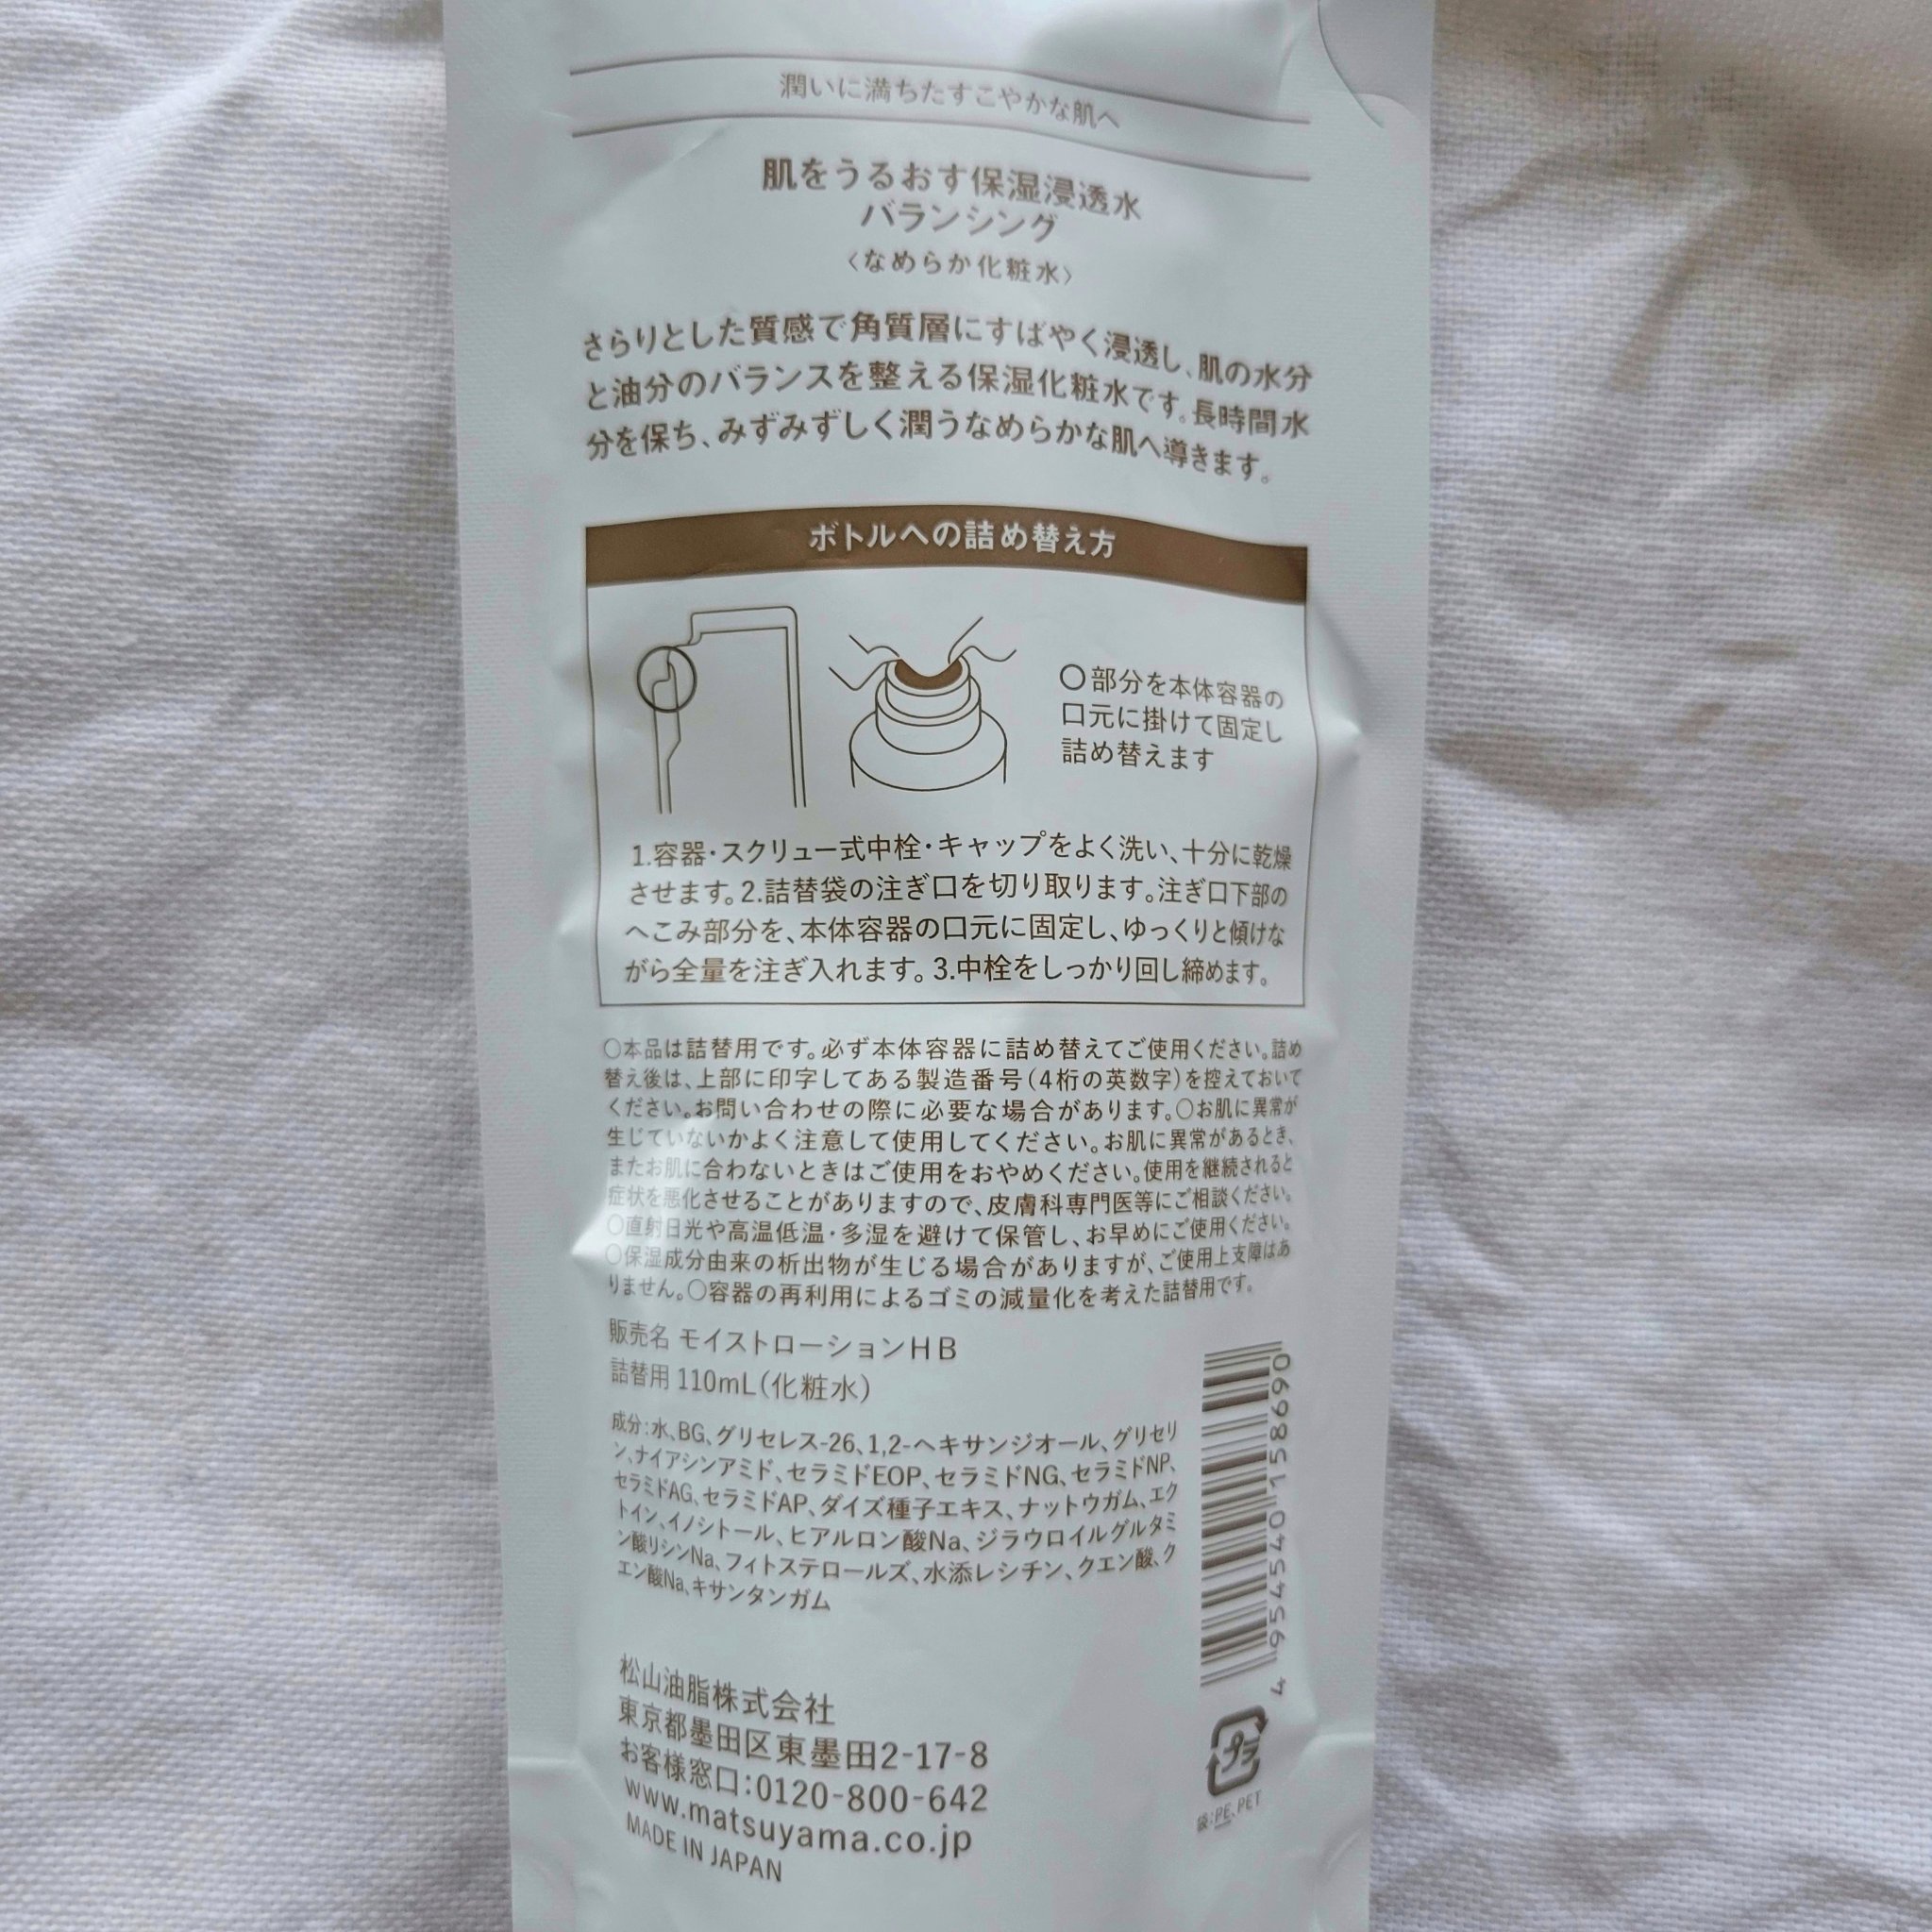 潤いに満ちたすこやかな肌へ
肌をうるおす保湿浸透水
バランシング
〈なめらか化粧水〉
さらりとした質感で角質層にすばやく浸透し、肌の水分
と油分のバランスを整える保湿化粧水です。長時間水
分を保ち、みずみずしく潤うなめらかな肌へ導きます。
ボトルへの詰め替え方
〇部分を本体容器の
口元に掛けて固定し
詰め替えます
1.容器・スクリュー式中栓・キャップをよく洗い、十分に乾燥
させます。2.詰替袋の注ぎ口を切り取ります。注ぎ口下部の
へこみ部分を、本体容器の口元に固定し、ゆっくりと傾けな
がら全量を注ぎ入れます。3.中栓をしっかり回し締めます。
〇本品は詰替用です。必ず本体容器に詰め替えてご使用ください。詰め
替え後は、上部に印字してある製造番号(4桁の英数字)を控えておいて
ください。お問い合わせの際に必要な場合があります。〇お肌に異常が
生じていないかよく注意して使用してください。お肌に異常があるとき、
またお肌に合わないときはご使用をおやめください。使用を継続されると
症状を悪化させることがありますので、皮膚科専門医等にご相談ください。
〇直射日光や高温低温・多湿を避けて保管し、お早めにご使用ください。
〇保湿成分由来の析出物が生じる場合がありますが、ご使用上支障はあ
りません。〇容器の再利用によるゴミの減量化を考えた詰替用です。
販売名 モイストローションHB
詰替用 110mL(化粧水)
成分:水、BG、グリセレス-26、1,2-ヘキサンジオール、グリセリ
ン、ナイアシンアミド、セラミドEOP、セラミドNG、セラミドNP、
セラミドAG、セラミドAP、ダイズ種子エキス、ナットウガム、エク
トイン、イノシトール、ヒアルロン酸Na、ジラウロイルグルタミ
ン酸リシンNa、フィトステロールズ、水添レシチン、クエン酸、ク
エン酸Na、キサンタンガム
4 954540 158690
松山油脂株式会社
東京都墨田区東墨田2-17-8
お客様窓口:0120-800-642
www.matsuyama.co.jp
MADE IN JAPAN
プラ
袋:PE、PET